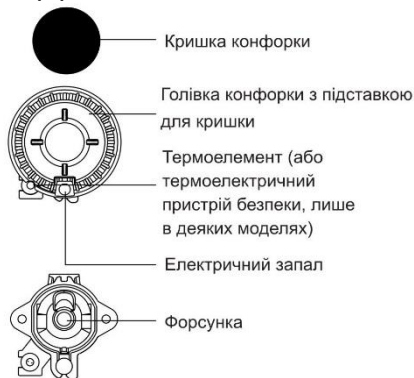 Кришка конфорки
Голівка конфорки з підставкою
для кришки
Термоелемент (або
термоелектричний
пристрій безпеки, лише
в деяких моделях)
Електричний запал
Форсунка